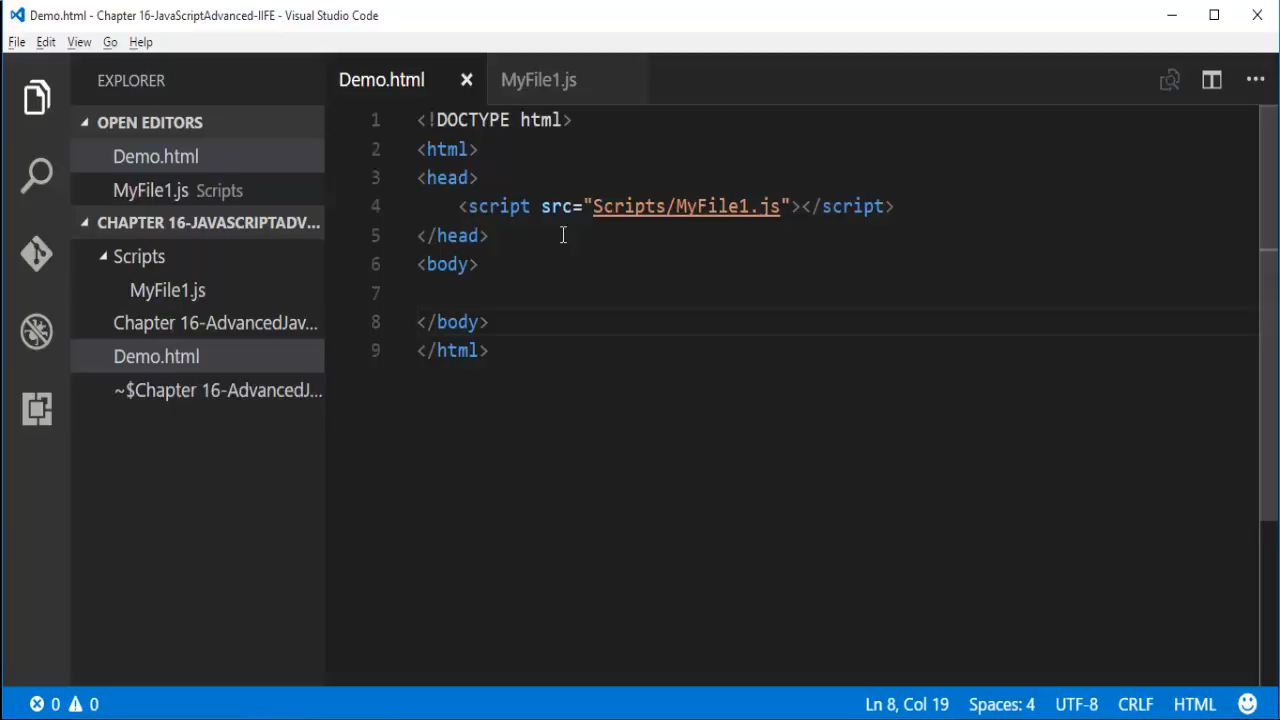 Demo.html - Chapter 16-JavaScriptAdvanced-IIFE - Visual Studio Code
File Edit View Go Help
EXPLORER
OPEN EDITORS
Demo.html
MyFile1.js Scripts
CHAPTER 16-JAVASCRIPTADV...
Scripts
MyFile1.js
Chapter 16-AdvancedJav...
Demo.html
~$Chapter 16-AdvancedJ...
Demo.html MyFile1.js
1 <!DOCTYPE html>
2 <html>
3 <head>
4 <script src="Scripts/MyFile1.js"></script>
5 </head>
6 <body>
7
8 </body>
9 </html>
0 0 Ln 8, Col 19 Spaces: 4 UTF-8 CRLF HTML